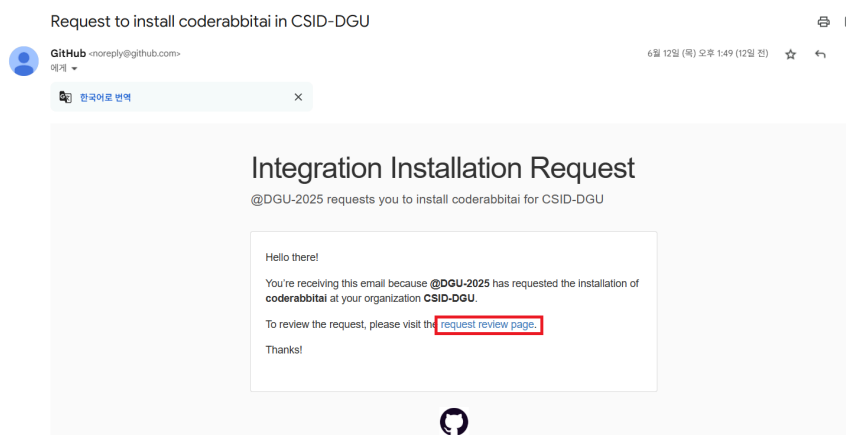 Request to install coderabbitai in CSID-DGU
GitHub <noreply@github.com>
6월 12일 (목) 오후 1:49 (12일 전)
에게
한국어로 번역
Integration Installation Request
@DGU-2025 requests you to install coderabbitai for CSID-DGU
Hello there!
You're receiving this email because @DGU-2025 has requested the installation of
coderabbitai at your organization CSID-DGU.
To review the request, please visit the request review page.
Thanks!